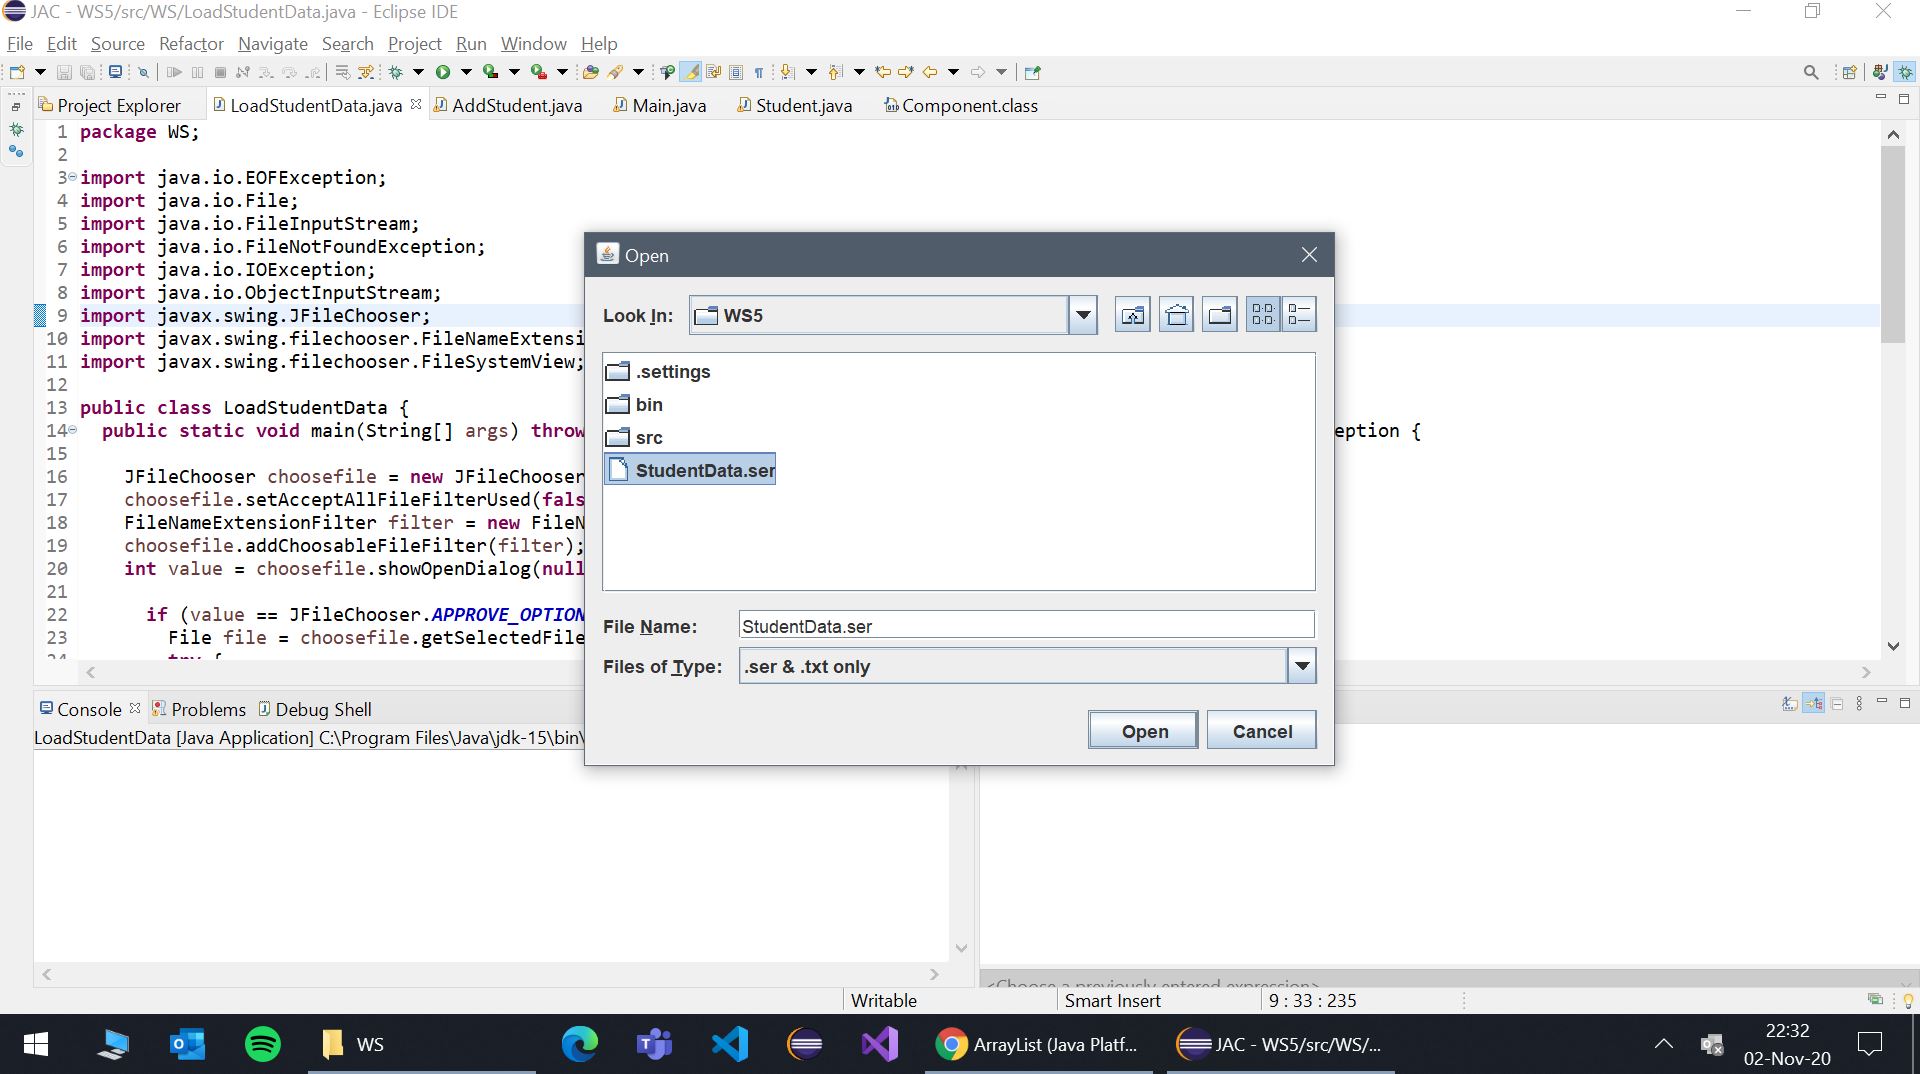 JAC - WS5/src/WS/LoadStudentData.java - Eclipse IDE
File Edit Source Refactor Navigate Search Project Run Window Help
Project Explorer LoadStudentData.java AddStudent.java Main.java Student.java Component.class
1 package WS;
2
3 import java.io.EOFException;
4 import java.io.File;
5 import java.io.FileInputStream;
6 import java.io.FileNotFoundException;
7 import java.io.IOException;
8 import java.io.ObjectInputStream;
9 import javax.swing.JFileChooser;
10 import javax.swing.filechooser.FileNameExtensi
11 import javax.swing.filechooser.FileSystemView;
12
13 public class LoadStudentData {
14 public static void main(String[] args) throw eption {
15
16 JFileChooser choosefile = new JFileChooser
17 choosefile.setAcceptAllFileFilterUsed(fals
18 FileNameExtensionFilter filter = new FileN
19 choosefile.addChoosableFileFilter(filter);
20 int value = choosefile.showOpenDialog(null
21
22 if (value == JFileChooser.APPROVE_OPTION
23 File file = choosefile.getSelectedFile
24 try {
Open
Look In: WS5
.settings
bin
src
StudentData.ser
File Name: StudentData.ser
Files of Type: .ser & .txt only
Open Cancel
Console Problems Debug Shell
LoadStudentData [Java Application] C:\Program Files\Java\jdk-15\bin\
<Choose a previously entered expression>
Writable Smart Insert 9 : 33 : 235
WS ArrayList (Java Platf... JAC - WS5/src/WS/...
22:32
02-Nov-20